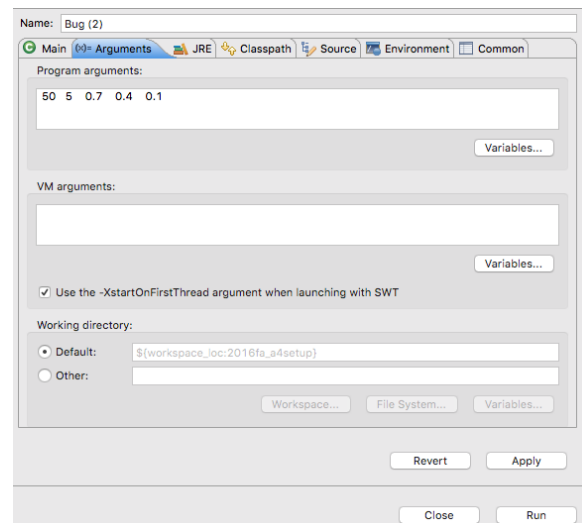 Name: Bug (2)
Main (x)= Arguments JRE Classpath Source Environment Common
Program arguments:
50 5 0.7 0.4 0.1
Variables...
VM arguments:
Variables...
Use the -XstartOnFirstThread argument when launching with SWT
Working directory:
Default: ${workspace_loc:2016fa_a4setup}
Other:
Workspace... File System... Variables...
Revert Apply
Close Run